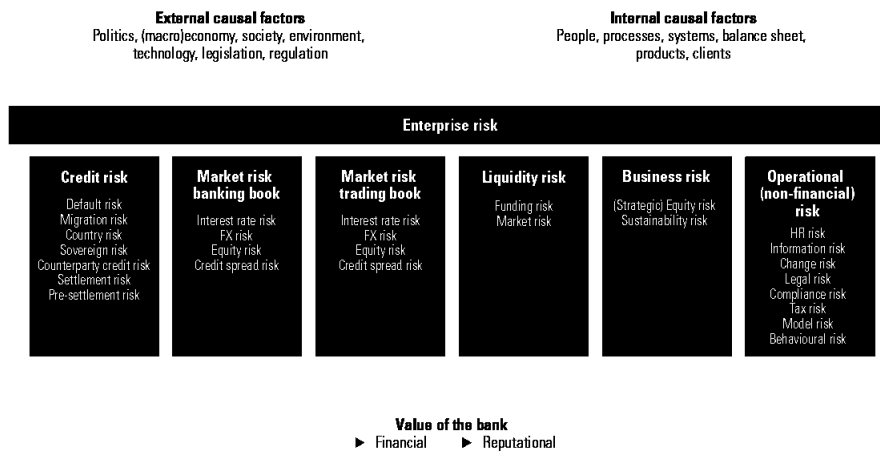 External causal factors
Politics, (macro)economy, society, environment,
technology, legislation, regulation
Internal causal factors
People, processes, systems, balance sheet,
products, clients
Enterprise risk
Credit risk
Default risk
Migration risk
Country risk
Sovereign risk
Counterparty credit risk
Settlement risk
Pre-settlement risk
Market risk
banking book
Interest rate risk
FX risk
Equity risk
Credit spread risk
Market risk
trading book
Interest rate risk
FX risk
Equity risk
Credit spread risk
Liquidity risk
Funding risk
Market risk
Business risk
(Strategic) Equity risk
Sustainability risk
Operational
(non-financial)
risk
HR risk
Information risk
Change risk
Legal risk
Compliance risk
Tax risk
Model risk
Behavioural risk
Value of the bank
► Financial ► Reputational